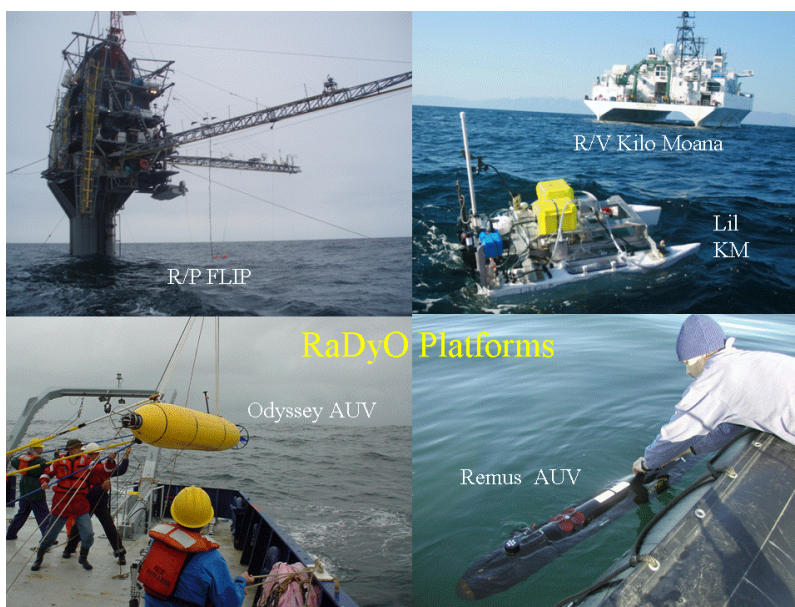 R/V Kilo Moana
Lil
KM
R/P FLIP
RaDyO Platforms
Odyssey AUV
Remus AUV